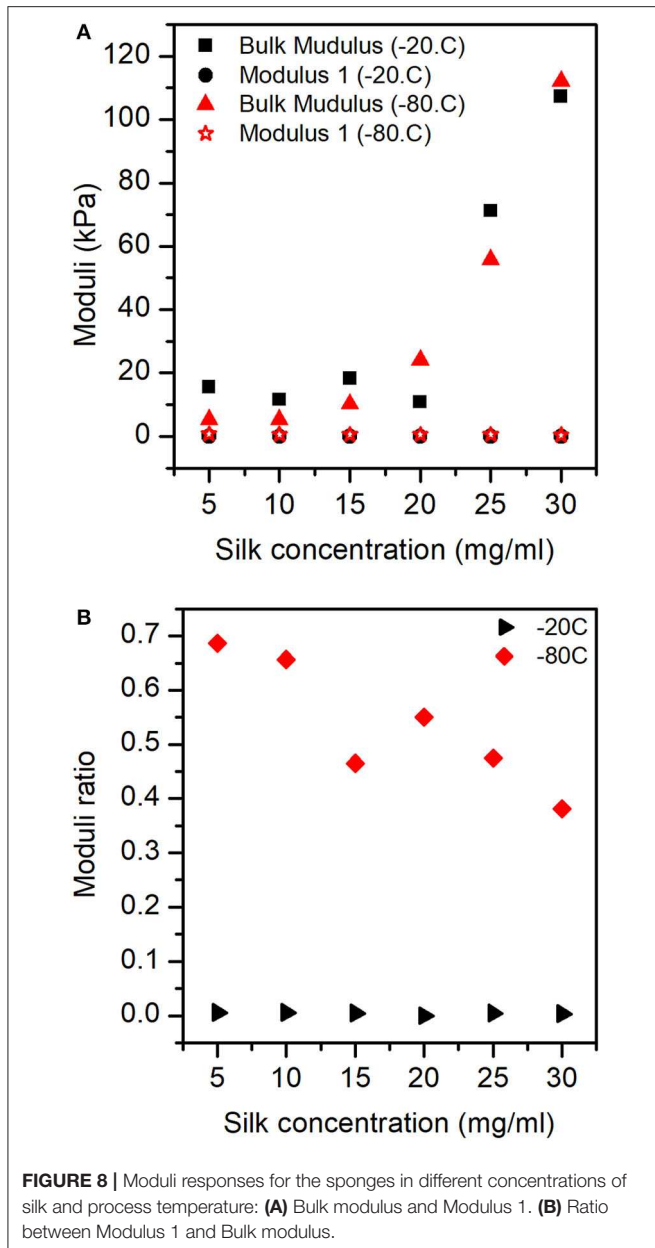 A
Bulk Mudulus (-20.C)
Modulus 1 (-20.C)
Bulk Mudulus (-80.C)
Modulus 1 (-80.C)
120
100
80
60
40
20
0
Moduli (kPa)
5 10 15 20 25 30
Silk concentration (mg/ml)
B
-20C
-80C
0.7
0.6
0.5
0.4
0.3
0.2
0.1
0.0
Moduli ratio
5 10 15 20 25 30
Silk concentration (mg/ml)
FIGURE 8 | Moduli responses for the sponges in different concentrations of
silk and process temperature: (A) Bulk modulus and Modulus 1. (B) Ratio
between Modulus 1 and Bulk modulus.